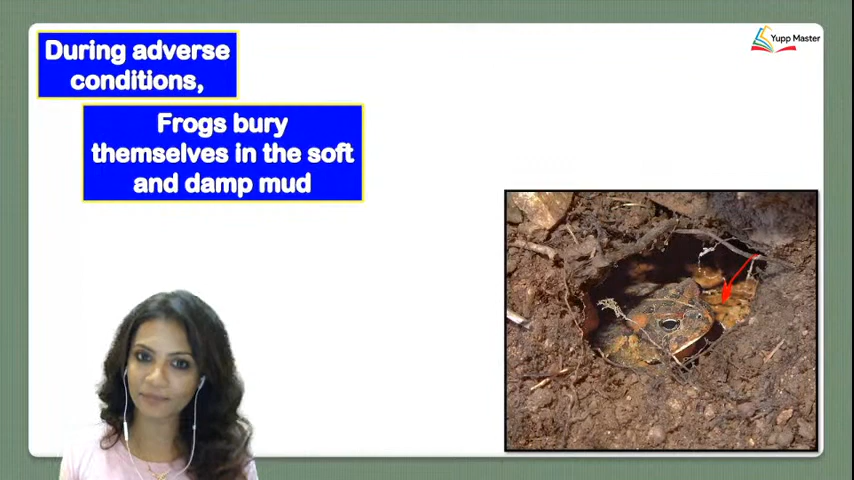 During adverse
conditions,
Frogs bury
themselves in the soft
and damp mud
Yupp Master